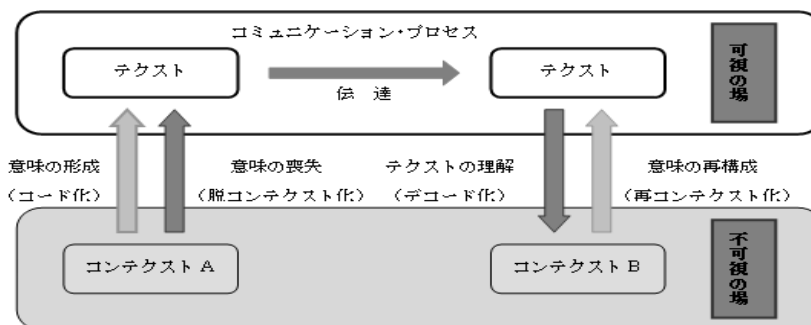 コミュニケーション・プロセス
テクスト
テクスト
伝 達
可視の場
意味の形成
(コード化)
意味の喪失
(脱コンテクスト化)
テクストの理解
(デコード化)
意味の再構成
(再コンテクスト化)
コンテクスト A
コンテクスト B
不可視の場